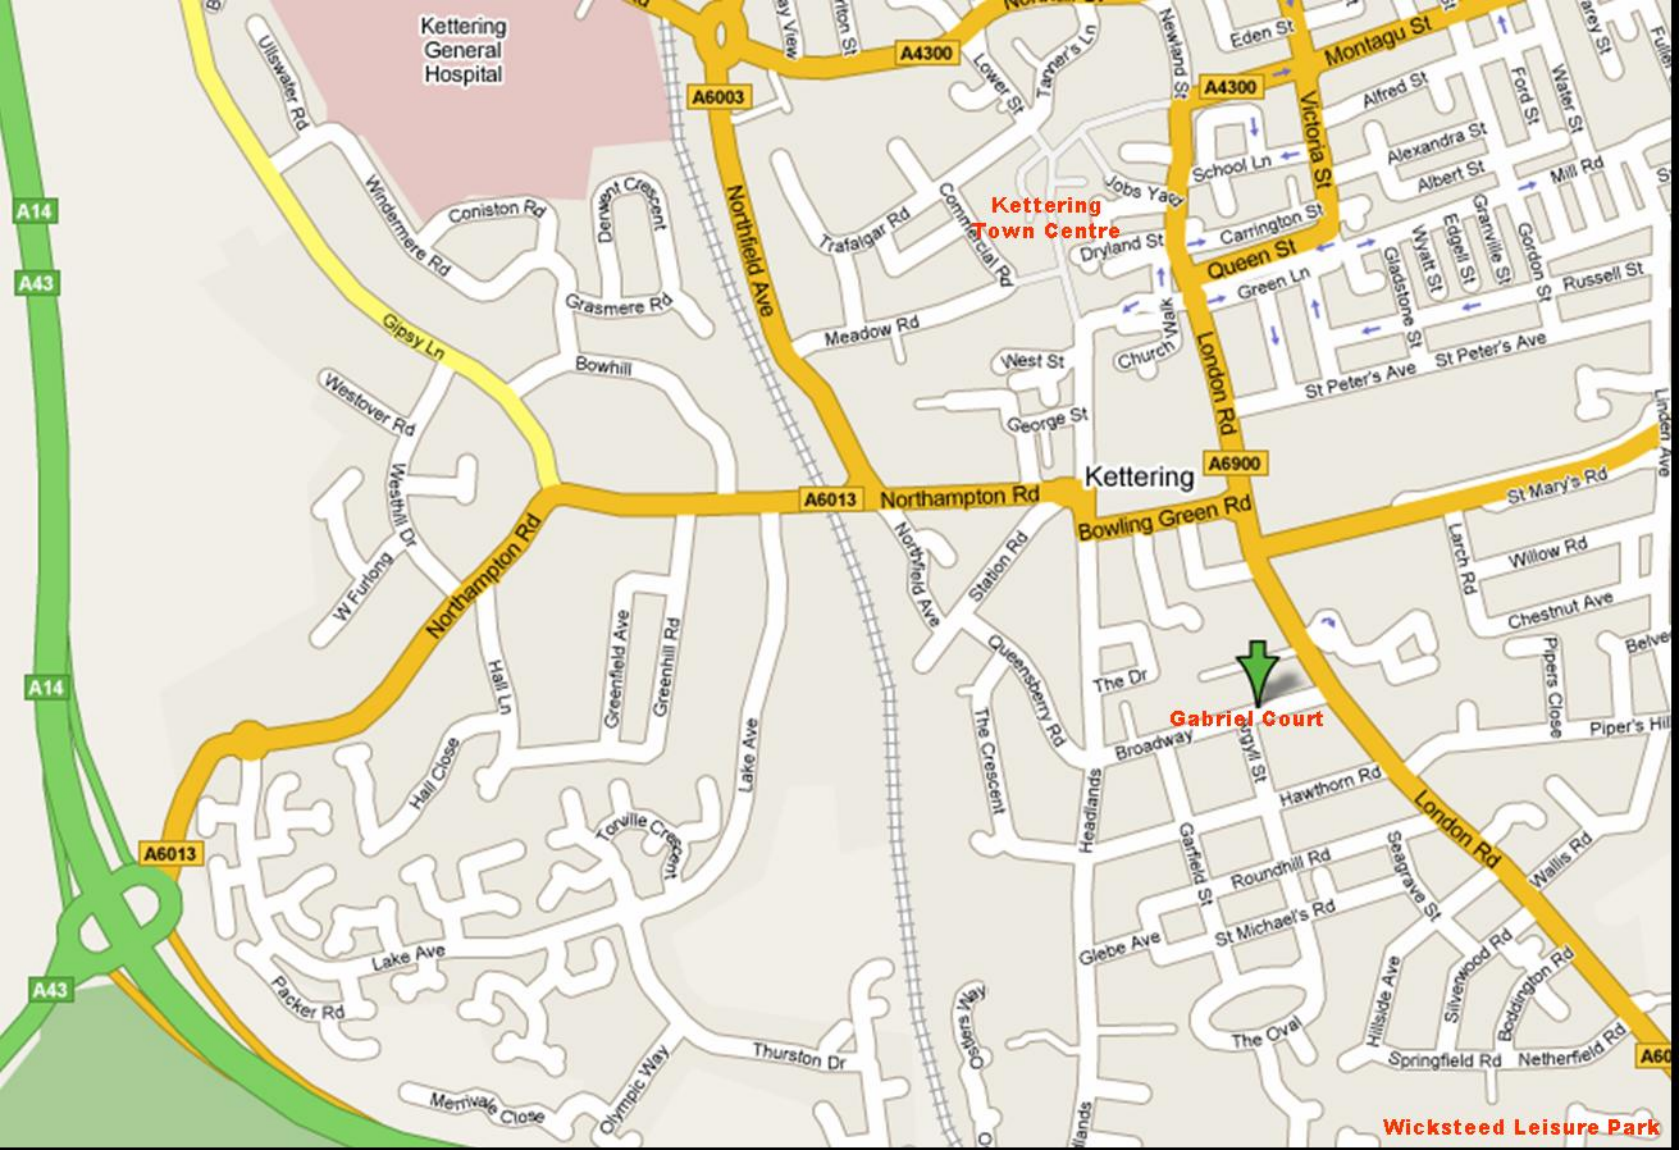 Kettering
General
Hospital
Ullswater Rd
A6003
A4300
Lower St
Tanner's Ln
Newland St
Eden St
Montagu St
A4300
Alfred St
Ford St
Water St
Victoria St
School Ln
Alexandra St
Albert St
Mill Rd
A14
A43
Windermere Rd
Coniston Rd
Derwent Crescent
Grasmere Rd
Northfield Ave
Trafalgar Rd
Commercial Rd
Kettering
Town Centre
Jobs Yard
Dryland St
Carrington St
Queen St
Green Ln
Wyatt St
Edgell St
Granville St
Gordon St
Gladstone St
Russell St
Gipsy Ln
Meadow Rd
West St
Church Walk
London Rd
St Peter's Ave
St Peter's Ave
Bowhill
Westover Rd
George St
Linden Ave
Westhill Dr
A6013
Northampton Rd
Kettering
A6900
Bowling Green Rd
St Mary's Rd
W Furlong
Northampton Rd
Northfield Ave
Station Rd
Larch Rd
Willow Rd
Chestnut Ave
Hall Ln
Greenfield Ave
Greenhill Rd
Queensberry Rd
The Dr
Pipers Close
Belve
A14
Gabriel Court
Broadway
Argyll St
Piper's Hil
Hall Close
Lake Ave
The Crescent
Headlands
Hawthorn Rd
London Rd
A6013
Torville Crescent
Garfield St
Roundhill Rd
Seagrave St
Wallis Rd
Lake Ave
Glebe Ave
St Michael's Rd
A43
Packer Rd
Hillside Ave
Silverwood Rd
Boddington Rd
Osters Way
The Oval
Thurston Dr
Springfield Rd
Netherfield Rd
A60
Merrivale Close
Olympic Way
dlands
Wicksteed Leisure Park